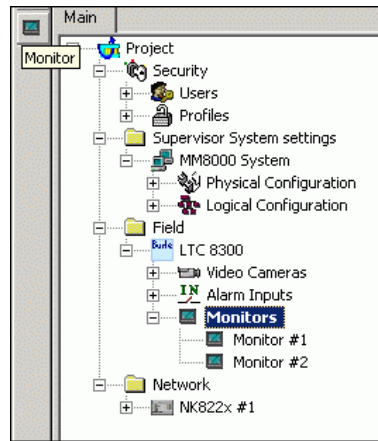 Main
Monitor
Project
Security
Users
Profiles
Supervisor System settings
MM8000 System
Physical Configuration
Logical Configuration
Field
Burle LTC 8300
Video Cameras
IN Alarm Inputs
Monitors
Monitor #1
Monitor #2
Network
NK822x #1